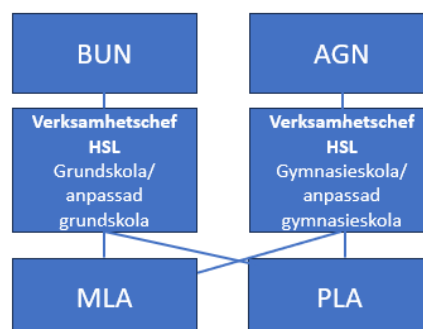 BUN
AGN
Verksamhetschef
HSL
Grundskola/
anpassad
grundskola
Verksamhetschef
HSL
Gymnasieskola/
anpassad
gymnasieskola
MLA
PLA